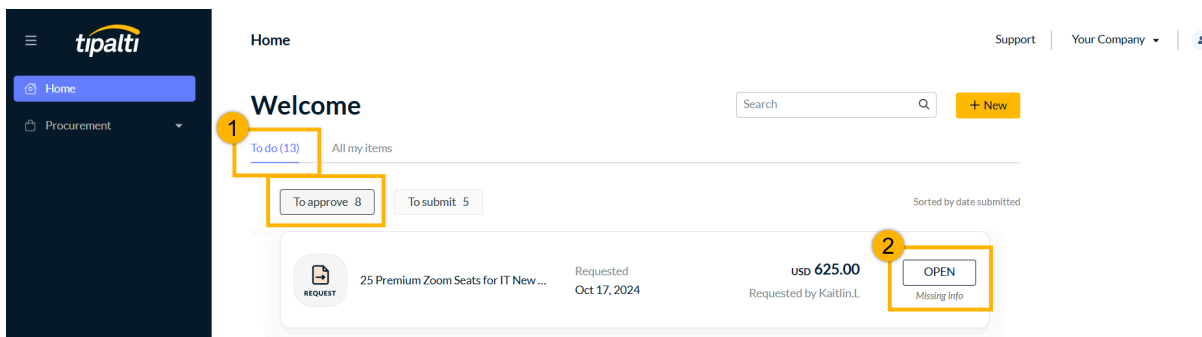 tipalti
Home
Support
Your Company
Home
Procurement
Welcome
Search
+ New
1
To do (13)
All my items
To approve 8
To submit 5
Sorted by date submitted
2
REQUEST
25 Premium Zoom Seats for IT New ...
Requested
Oct 17, 2024
USD 625.00
Requested by Kaitlin.L
OPEN
Missing info